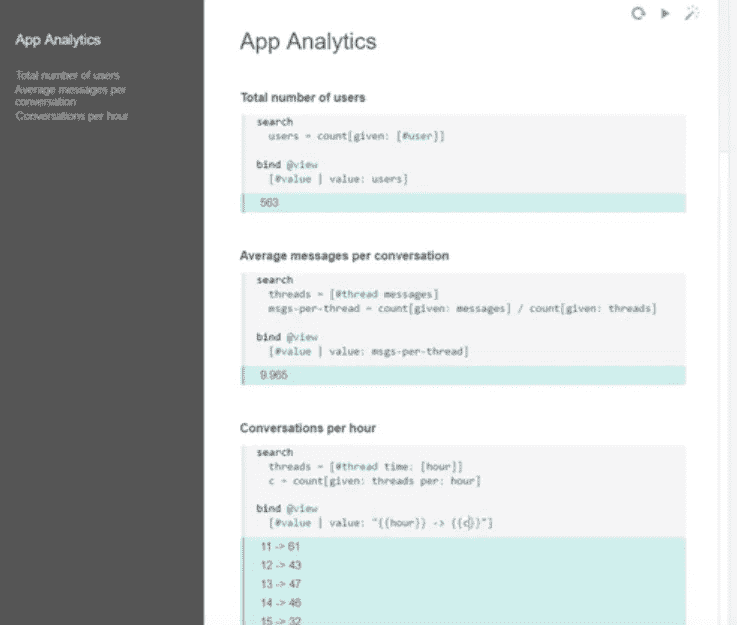 App Analytics
Total number of users
Average messages per
conversation
Conversations per hour
App Analytics
Total number of users
search
users = count[given: [#user]]
bind @view
[#value | value: users]
563
Average messages per conversation
search
threads = [#thread messages]
msgs-per-thread = count[given: messages] / count[given: threads]
bind @view
[#value | value: msgs-per-thread]
9.965
Conversations per hour
search
threads = [#thread time: [hour]]
c = count[given: threads per: hour]
bind @view
[#value | value: "{{hour}} -> {{c}}"]
11 -> 61
12 -> 43
13 -> 47
14 -> 46
15 -> 32